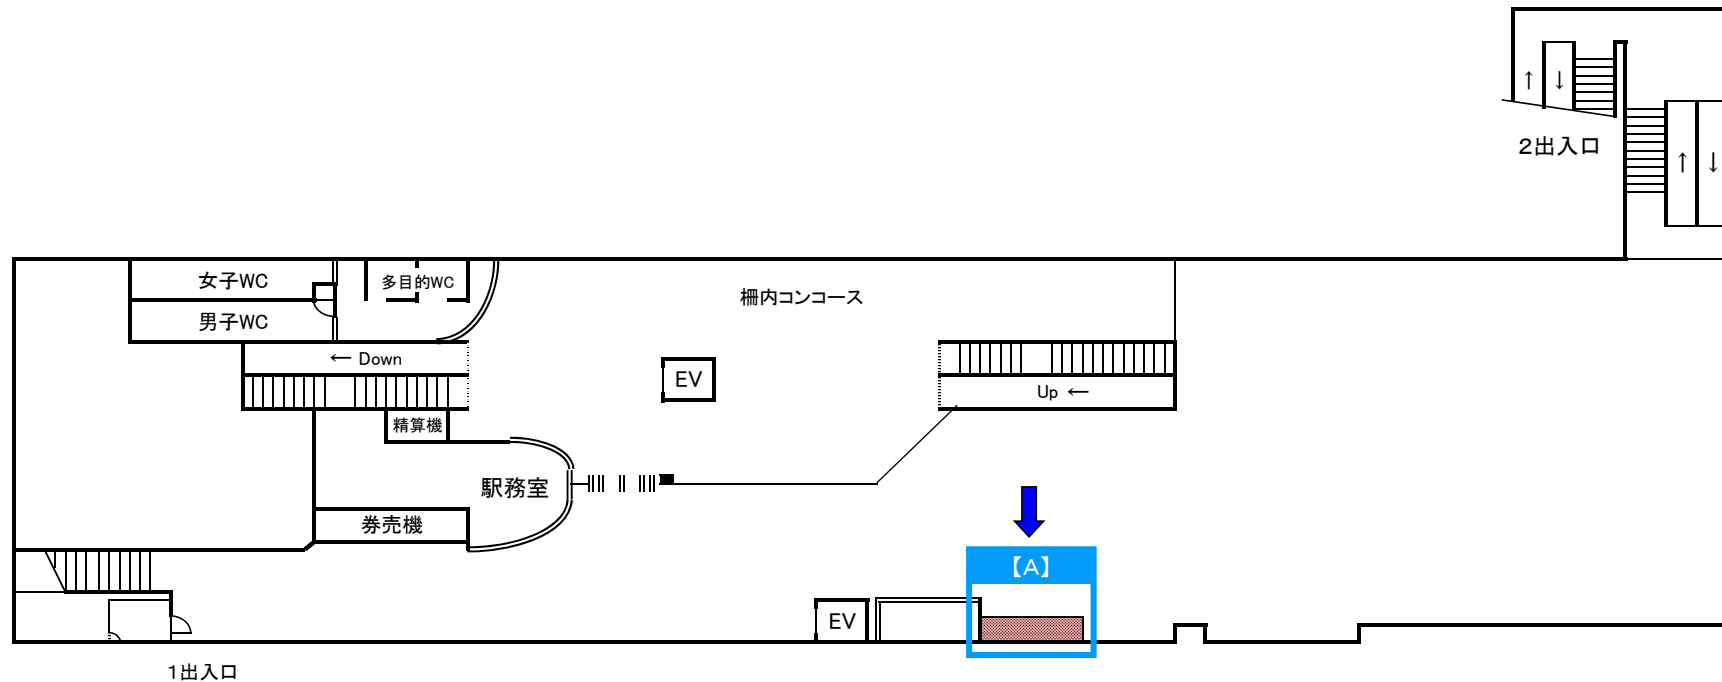 ↑ ↓
2出入口
↑ ↓
女子WC
多目的WC
柵内コンコース
男子WC
← Down
EV
Up ←
精算機
駅務室
券売機
【A】
EV
1出入口